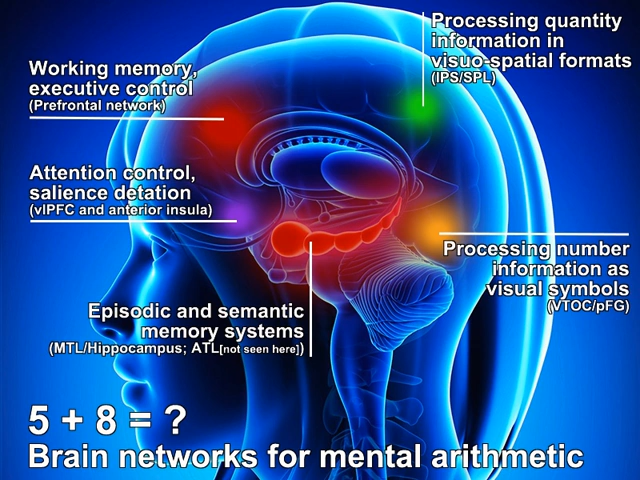 Processing quantity
information in
visuo-spatial formats
(IPS/SPL)
Working memory,
executive control
(Prefrontal network)
Attention control,
salience detation
(vlPFC and anterior insula)
Processing number
information as
visual symbols
(VTOC/pFG)
Episodic and semantic
memory systems
(MTL/Hippocampus; ATL[not seen here])
5 + 8 = ?
Brain networks for mental arithmetic